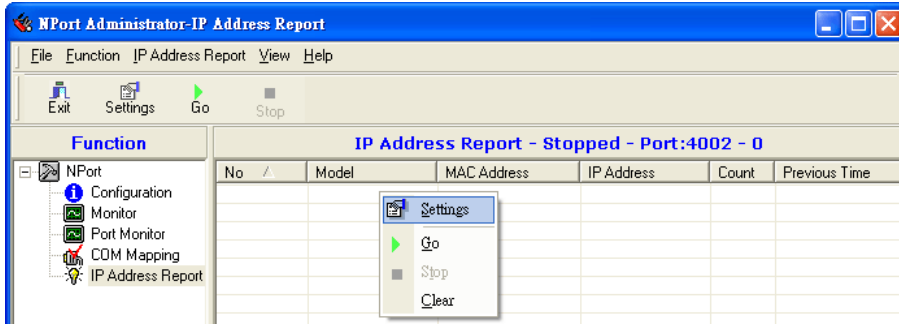 NPort Administrator-IP Address Report
File Function IP Address Report View Help
Exit Settings Go Stop
Function
IP Address Report - Stopped - Port:4002 - 0
NPort
Configuration
Monitor
Port Monitor
COM Mapping
IP Address Report
No Model MAC Address IP Address Count Previous Time
Settings
Go
Stop
Clear